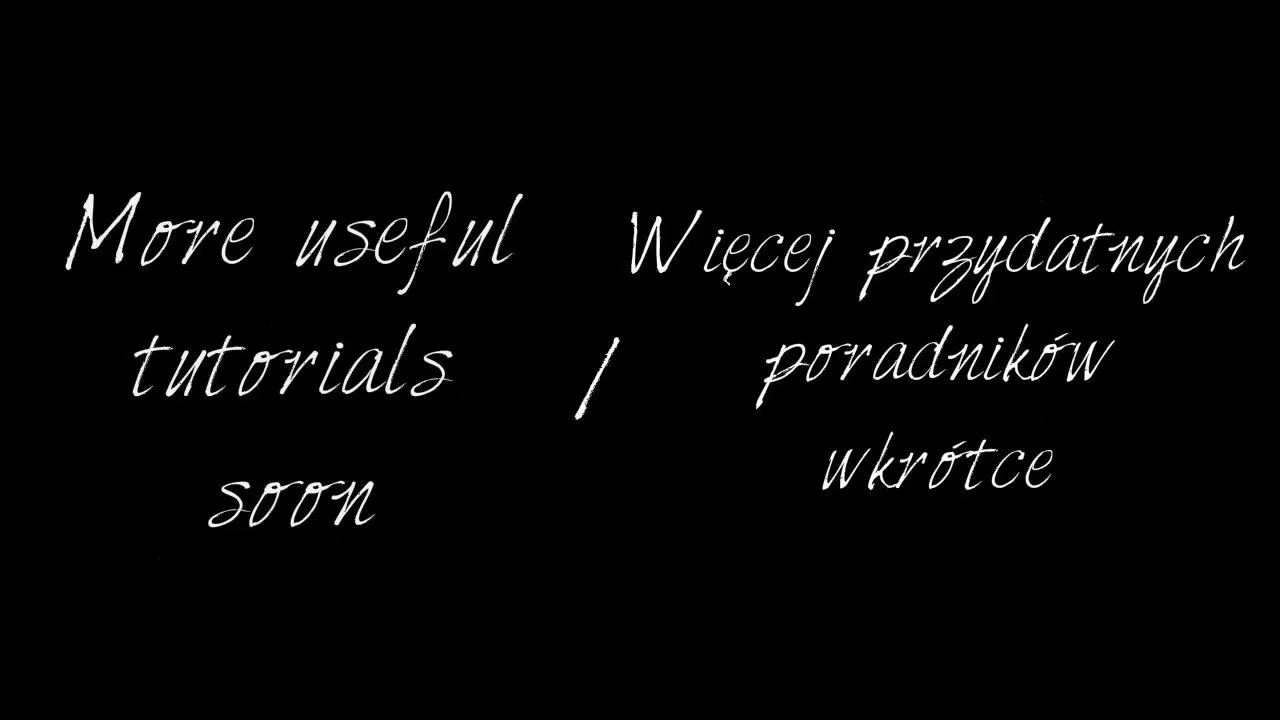 More useful
tutorials
soon
/
Więcej przydatnych
poradników
wkrótce